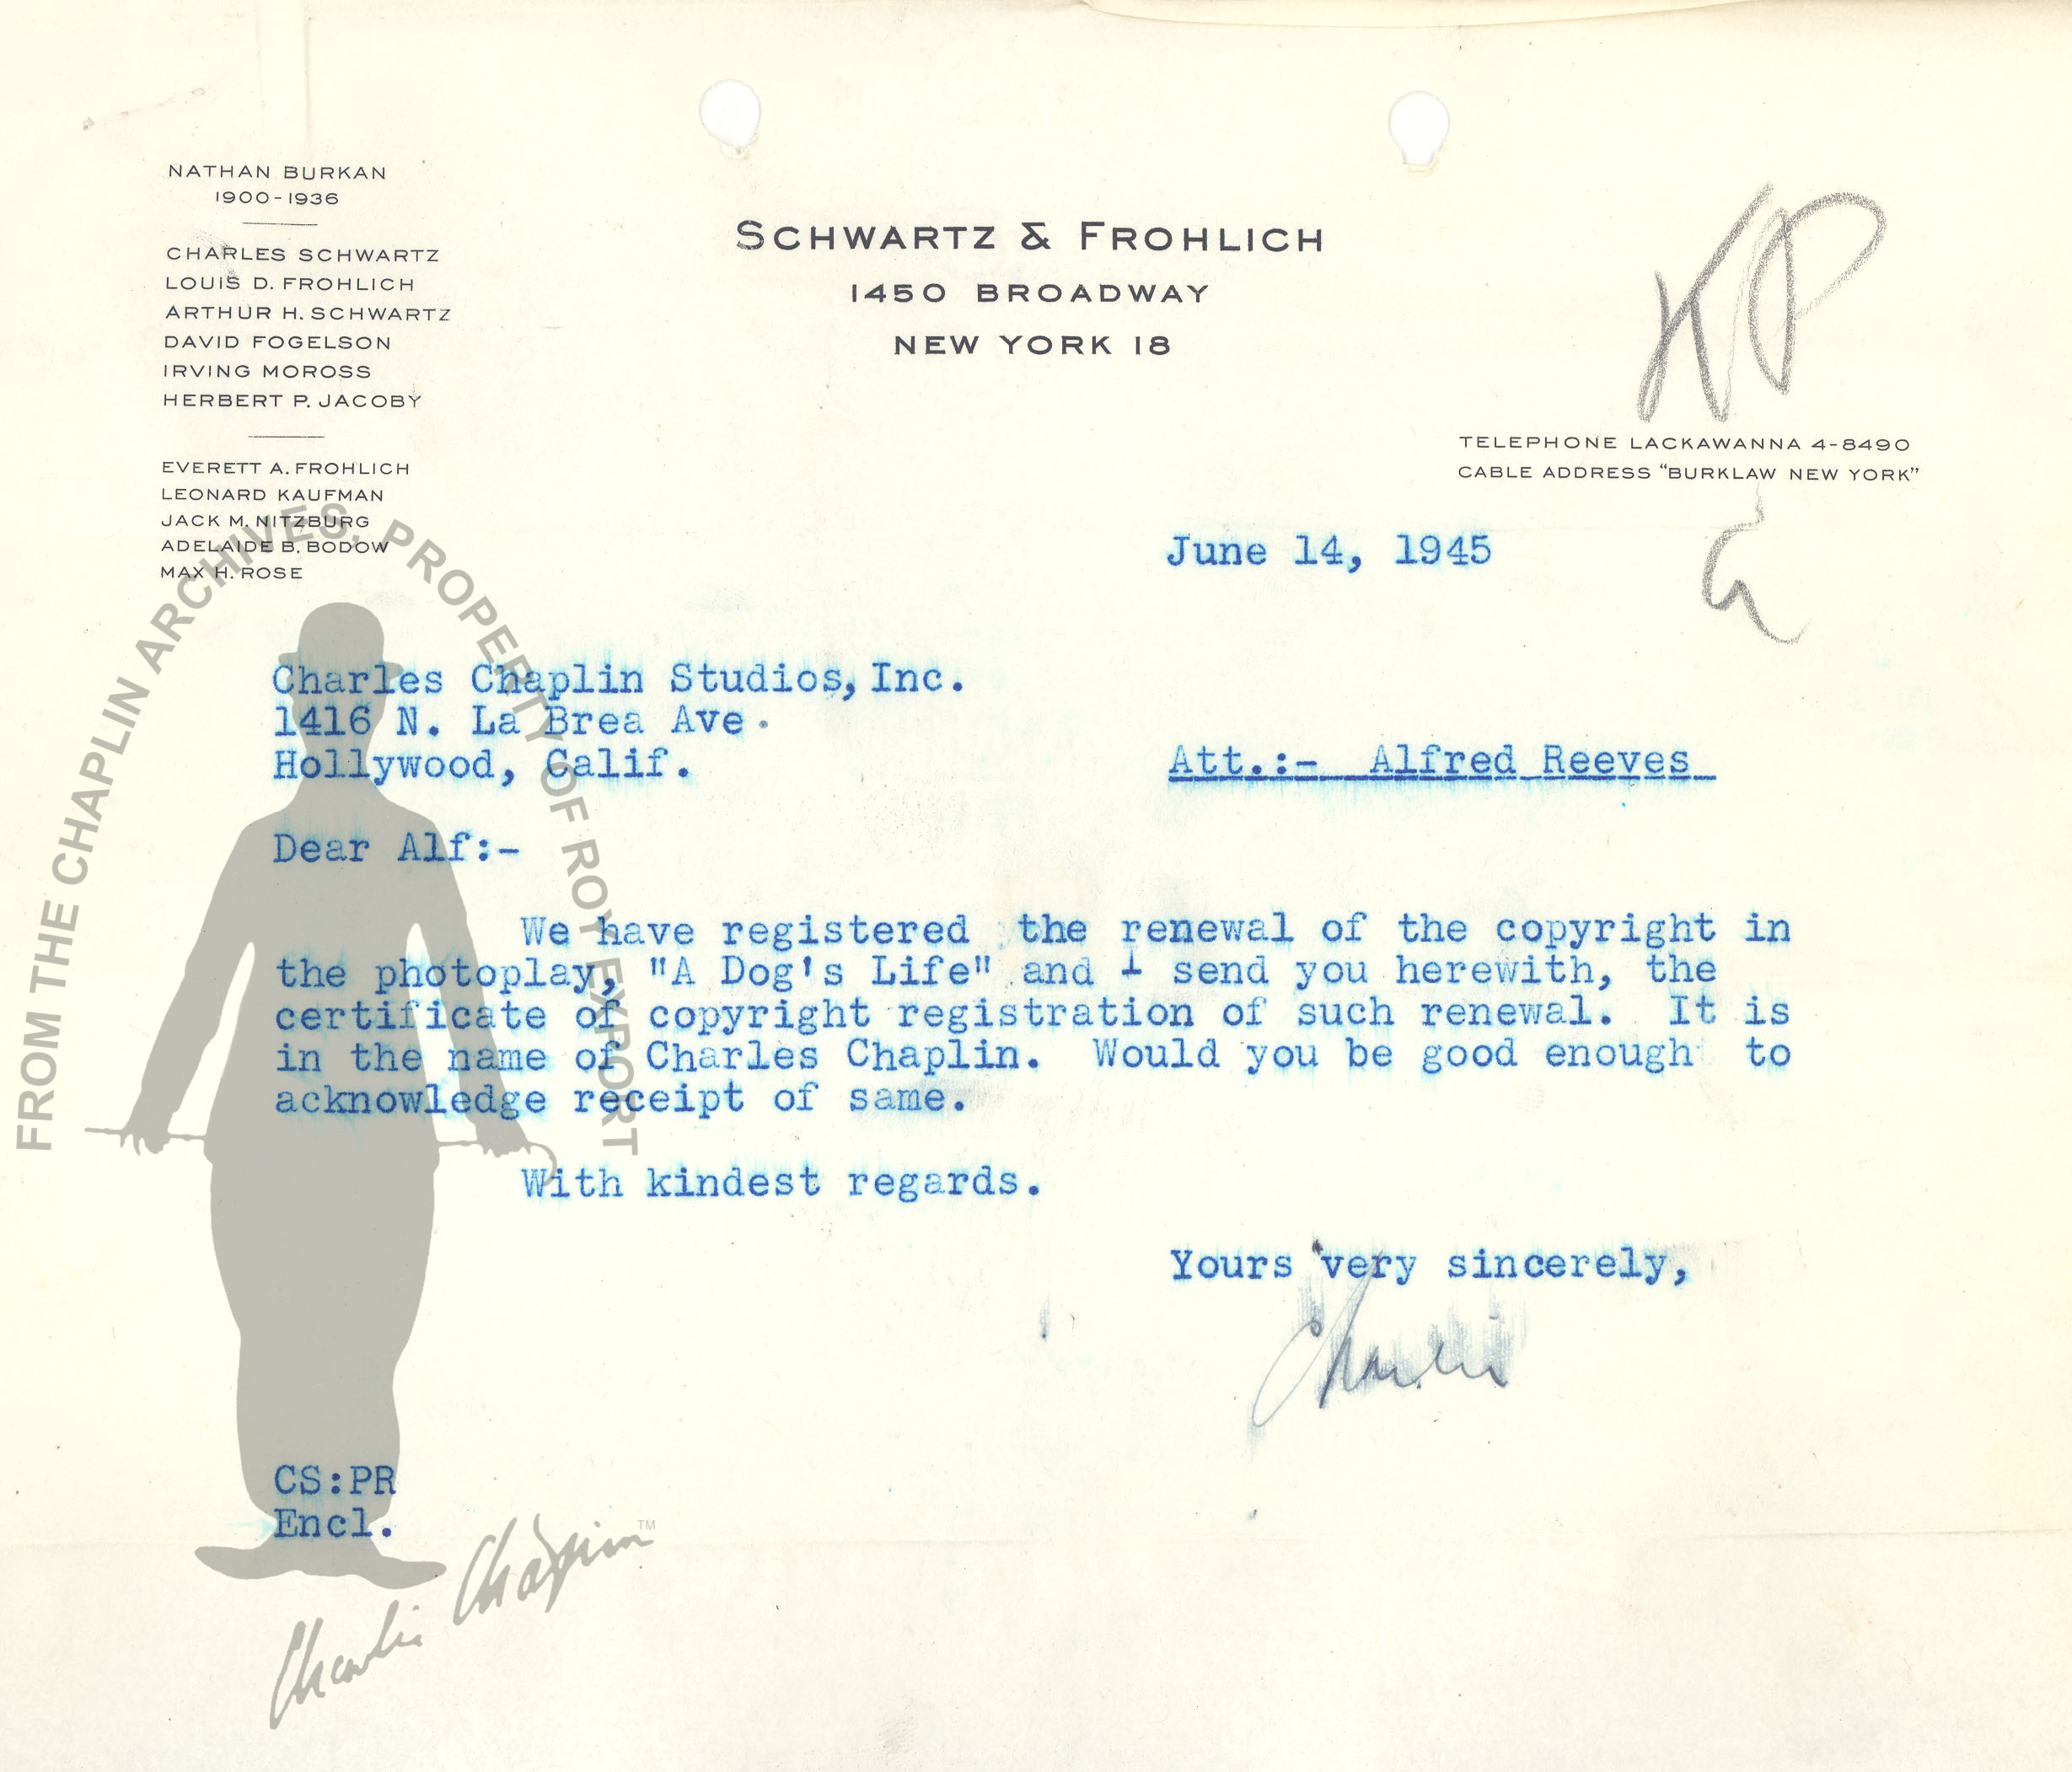 NATHAN BURKAN
1900-1936
CHARLES SCHWARTZ
LOUIS D. FROHLICH
ARTHUR H. SCHWARTZ
DAVID FOGELSON
IRVING MOROSS
HERBERT P. JACOBY
EVERETT A. FROHLICH
LEONARD KAUFMAN
JACK M. NITZBURG
ADELAIDE B. BODOW
MAX H. ROSE
SCHWARTZ & FROHLICH
1450 BROADWAY
NEW YORK 18
KP
TELEPHONE LACKAWANNA 4-8490
CABLE ADDRESS "BURKLAW NEW YORK"
June 14, 1945
Charles Chaplin Studios, Inc.
1416 N. La Brea Ave.
Hollywood, Calif.
Att.:- Alfred Reeves
Dear Alf:-
We have registered the renewal of the copyright in
the photoplay, "A Dog's Life" and I send you herewith, the
certificate of copyright registration of such renewal. It is
in the name of Charles Chaplin. Would you be good enough to
acknowledge receipt of same.
With kindest regards.
Yours very sincerely,
Charlie
CS:PR
Encl.
FROM THE CHAPLIN ARCHIVES, PROPERTY OF ROY EXPORT
Charlie Chaplin™